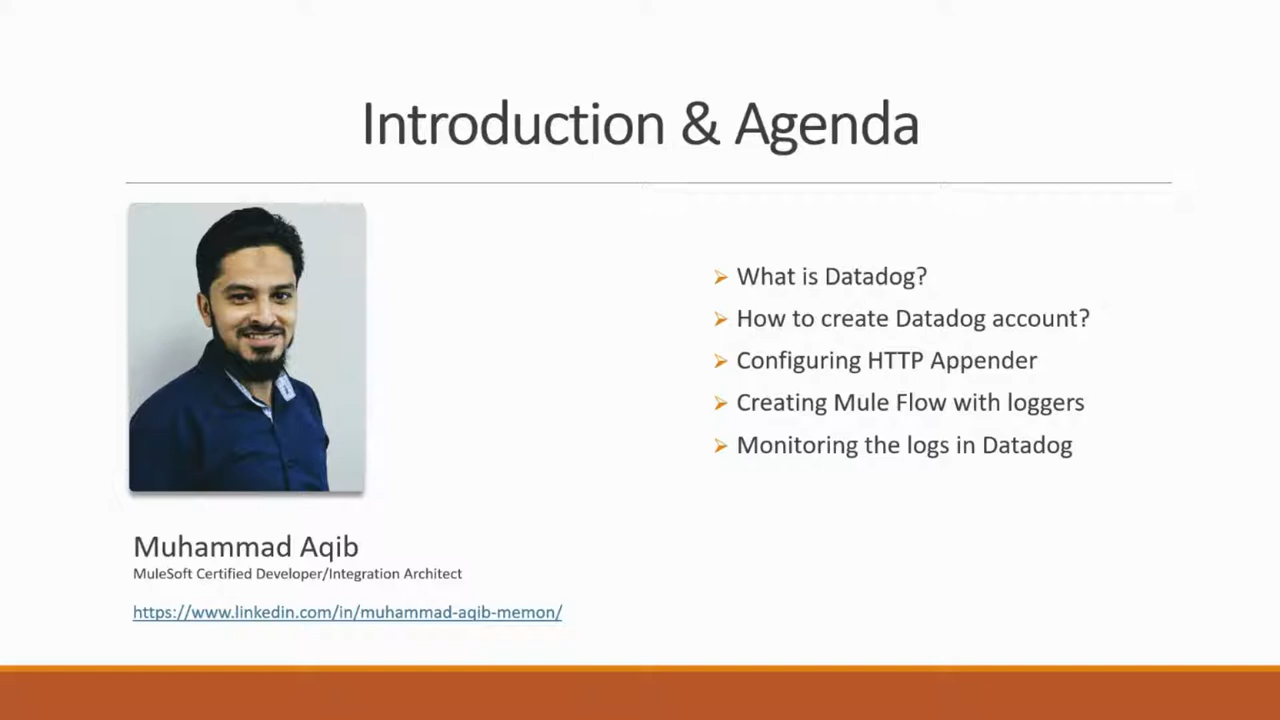 Introduction & Agenda
What is Datadog?
How to create Datadog account?
Configuring HTTP Appender
Creating Mule Flow with loggers
Monitoring the logs in Datadog
Muhammad Aqib
MuleSoft Certified Developer/Integration Architect
https://www.linkedin.com/in/muhammad-aqib-memon/